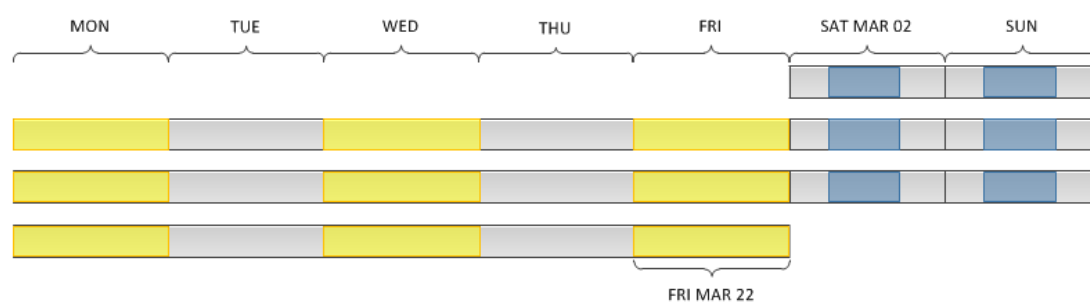 MON TUE WED THU FRI SAT MAR 02 SUN
FRI MAR 22